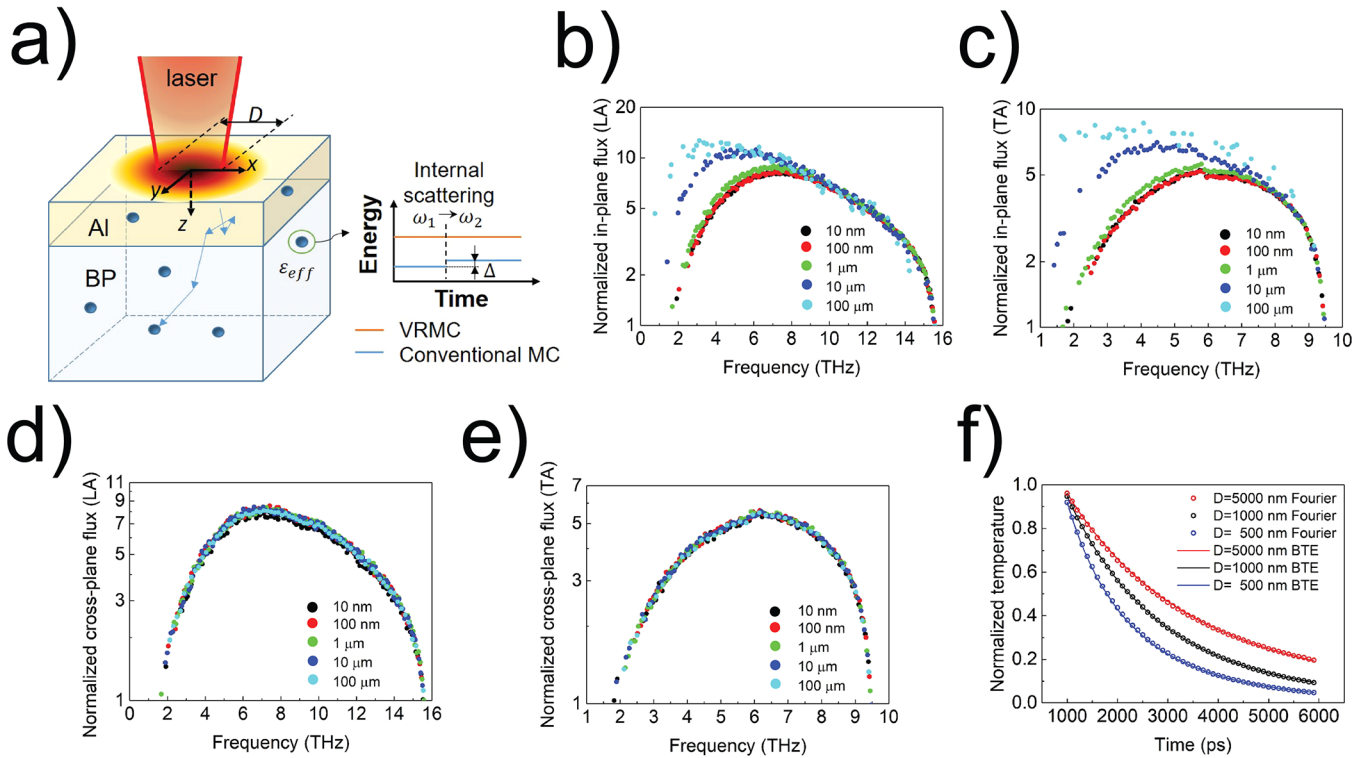 a)
laser
D
x
y
z
Al
BP
εeff
Internal
scattering
ω1 → ω2
Energy
Δ
Time
VRMC
Conventional MC
b)
Normalized in-plane flux (LA)
20
10
5
2
1
0 2 4 6 8 10 12 14 16
Frequency (THz)
10 nm
100 nm
1 μm
10 μm
100 μm
c)
Normalized in-plane flux (TA)
10
5
2
1
1 2 3 4 5 6 7 8 9 10
Frequency (THz)
10 nm
100 nm
1 μm
10 μm
100 μm
d)
Normalized cross-plane flux (LA)
11
9
7
5
3
1
0 2 4 6 8 10 12 14 16
Frequency (THz)
10 nm
100 nm
1 μm
10 μm
100 μm
e)
Normalized cross-plane flux (TA)
7
5
3
1
1 2 3 4 5 6 7 8 9 10
Frequency (THz)
10 nm
100 nm
1 μm
10 μm
100 μm
f)
Normalized temperature
1.0
0.8
0.6
0.4
0.2
0.0
1000 2000 3000 4000 5000 6000
Time (ps)
D=5000 nm Fourier
D=1000 nm Fourier
D= 500 nm Fourier
D=5000 nm BTE
D=1000 nm BTE
D= 500 nm BTE